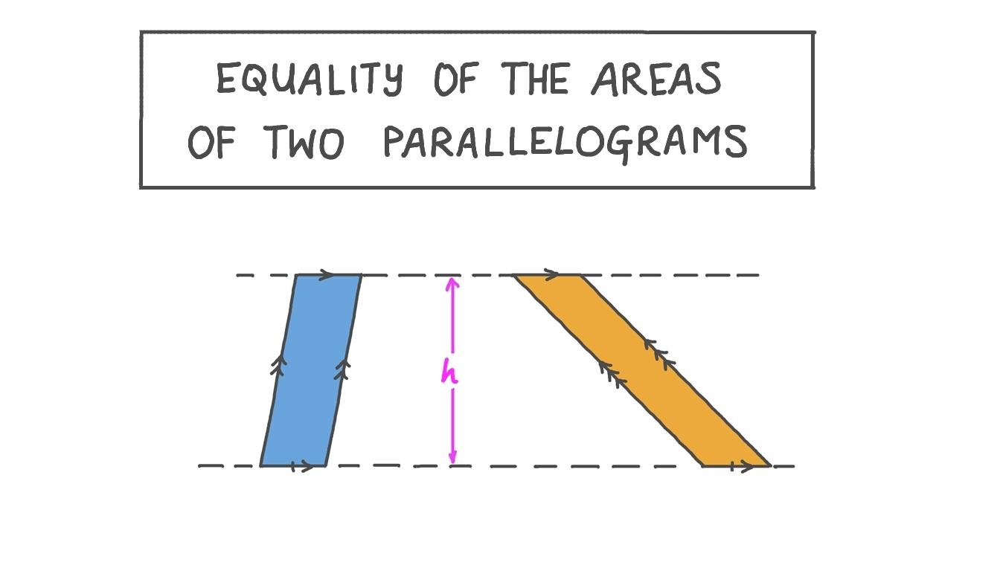 EQUALITY OF THE AREAS
OF TWO PARALLELOGRAMS
h